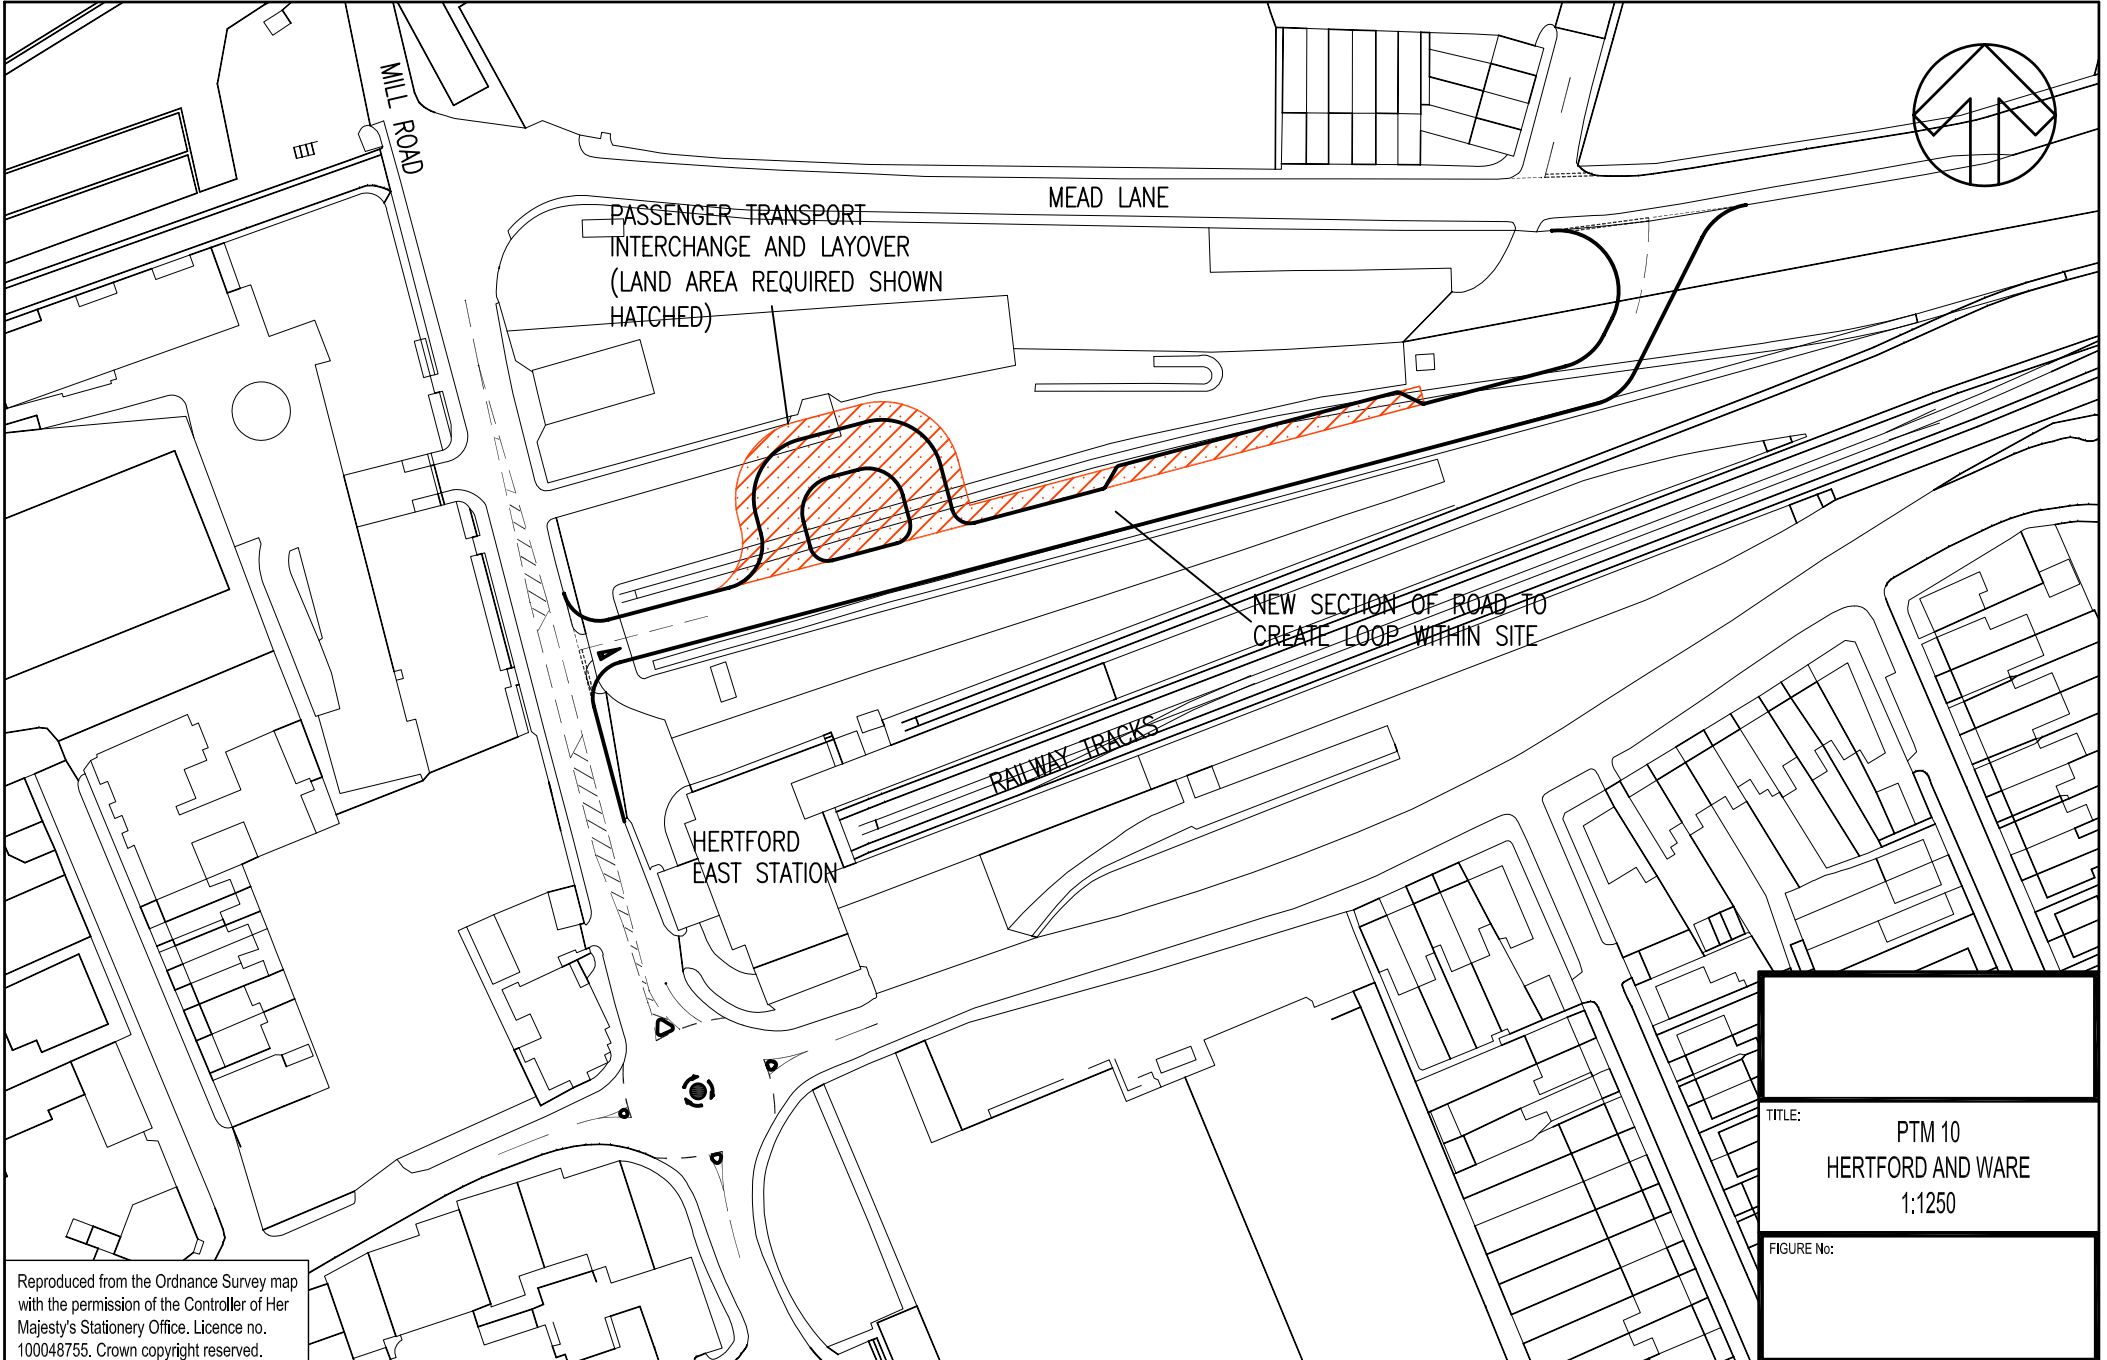 MILL ROAD
MEAD LANE
PASSENGER TRANSPORT
INTERCHANGE AND LAYOVER
(LAND AREA REQUIRED SHOWN
HATCHED)
NEW SECTION OF ROAD TO
CREATE LOOP WITHIN SITE
RAILWAY TRACKS
HERTFORD
EAST STATION
TITLE:
PTM 10
HERTFORD AND WARE
1:1250
FIGURE No:
Reproduced from the Ordnance Survey map
with the permission of the Controller of Her
Majesty's Stationery Office. Licence no.
100048755. Crown copyright reserved.